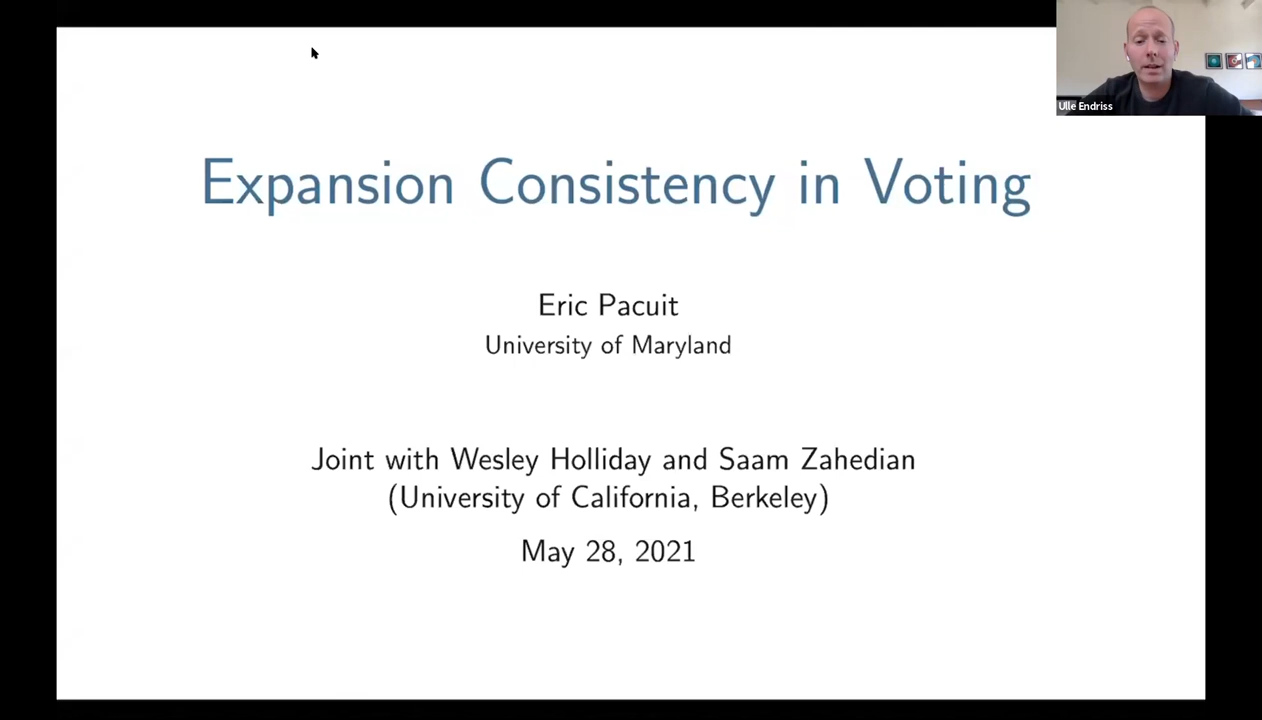 Ulle Endriss
Expansion Consistency in Voting
Eric Pacuit
University of Maryland
Joint with Wesley Holliday and Saam Zahedian
(University of California, Berkeley)
May 28, 2021